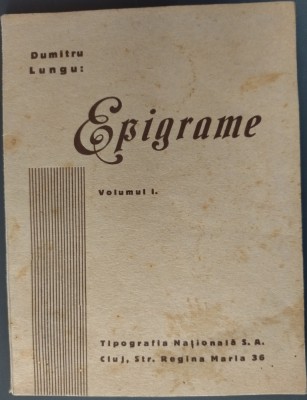 Dumitru
Lungu:
Epigrame
Volumul I.
Tipografia Națională S. A.
Cluj, Str. Regina Maria 36